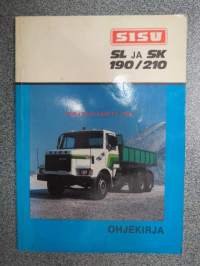 SISU
SL JA SK
190/210
OHJEKIRJA